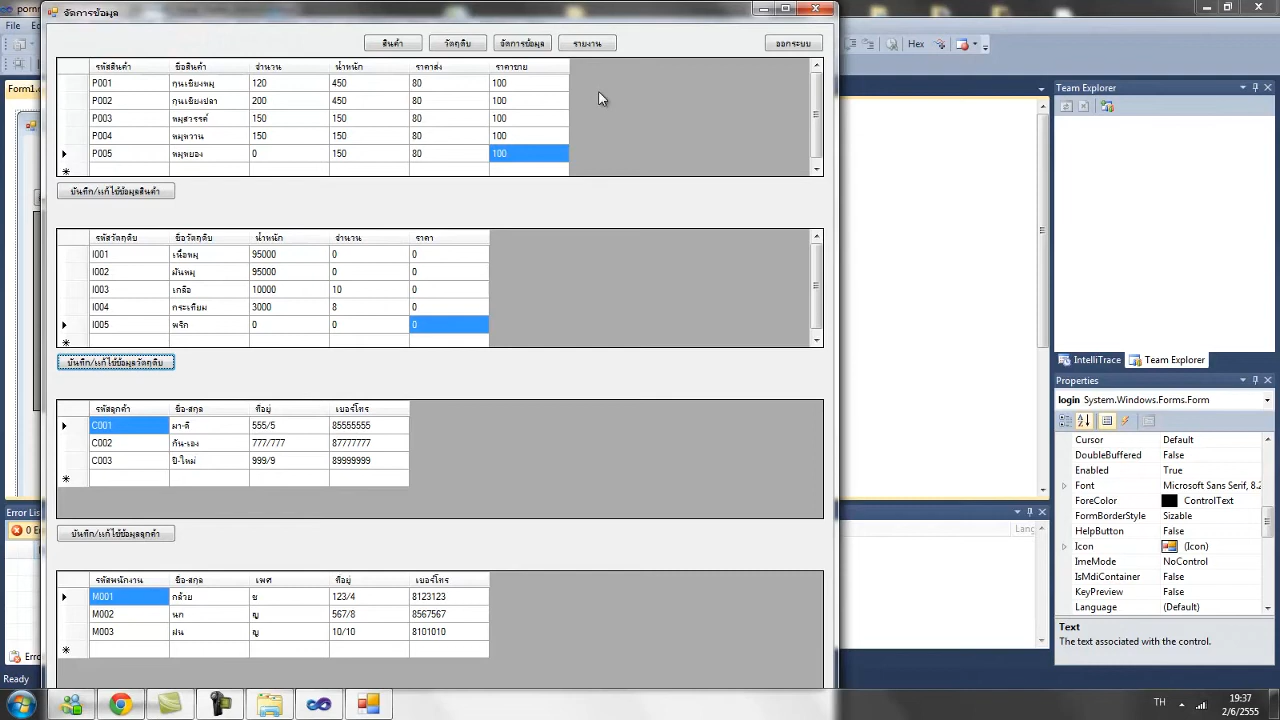 จัดการข้อมูล
สินค้า วัตถุดิบ จัดการข้อมูล รายงาน ออกระบบ
รหัสสินค้า ชื่อสินค้า จำนวน น้ำหนัก ราคาส่ง ราคาขาย
P001 กุนเชียงหมู 120 450 80 100
P002 กุนเชียงปลา 200 450 80 100
P003 หมูสวรรค์ 150 150 80 100
P004 หมูหวาน 150 150 80 100
P005 หมูหยอง 0 150 80 100
บันทึก/แก้ไขข้อมูลสินค้า
รหัสวัตถุดิบ ชื่อวัตถุดิบ น้ำหนัก จำนวน ราคา
I001 เนื้อหมู 95000 0 0
I002 มันหมู 95000 0 0
I003 เกลือ 10000 10 0
I004 กระเทียม 3000 8 0
I005 พริก 0 0 0
บันทึก/แก้ไขข้อมูลวัตถุดิบ
รหัสลูกค้า ชื่อ-สกุล ที่อยู่ เบอร์โทร
C001 มา-ดี 555/5 85555555
C002 กัน-เอง 777/777 87777777
C003 ปี-ใหม่ 999/9 89999999
บันทึก/แก้ไขข้อมูลลูกค้า
รหัสพนักงาน ชื่อ-สกุล เพศ ที่อยู่ เบอร์โทร
M001 กล้วย ช 123/4 8123123
M002 นก ญ 567/8 8567567
M003 ฝน ญ 10/10 8101010
File
Form1.
Error Lis
0 E
Erro
Ready
Hex
Team Explorer
IntelliTrace Team Explorer
Properties
login System.Windows.Forms.Form
Cursor Default
DoubleBuffered False
Enabled True
Font Microsoft Sans Serif, 8.2
ForeColor ControlText
FormBorderStyle Sizable
HelpButton False
Icon (Icon)
ImeMode NoControl
IsMdiContainer False
KeyPreview False
Language (Default)
Text
The text associated with the control.
Lang
TH 19:37
2/6/2555